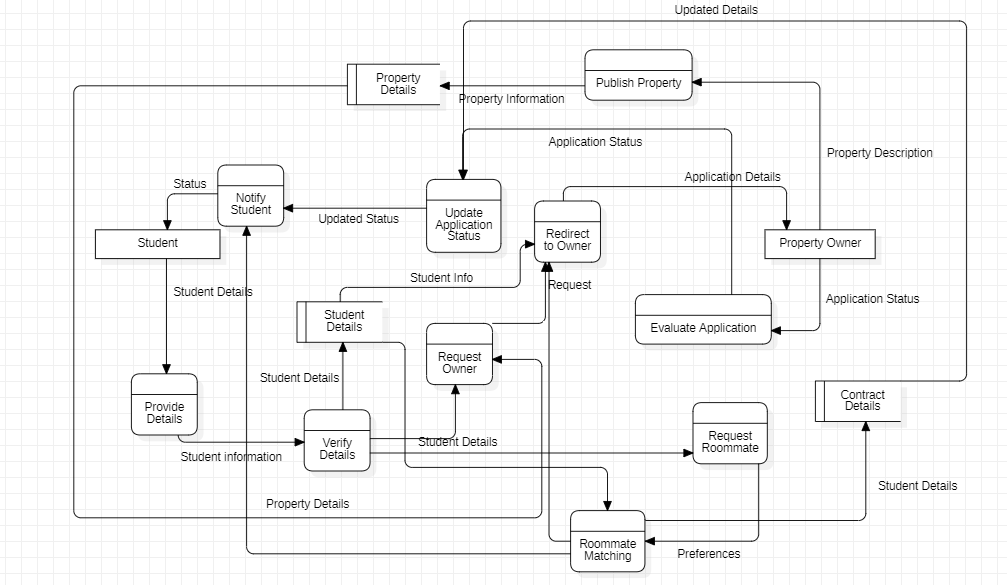 Updated Details
Property
Details
Publish Property
Property Information
Application Status
Property Description
Application Details
Status
Notify
Student
Updated Status
Update
Application
Status
Redirect
to Owner
Student
Property Owner
Student Info
Request
Student Details
Application Status
Student
Details
Evaluate Application
Request
Owner
Student Details
Provide
Details
Contract
Details
Verify
Details
Student Details
Request
Roommate
Student information
Student Details
Property Details
Roommate
Matching
Preferences